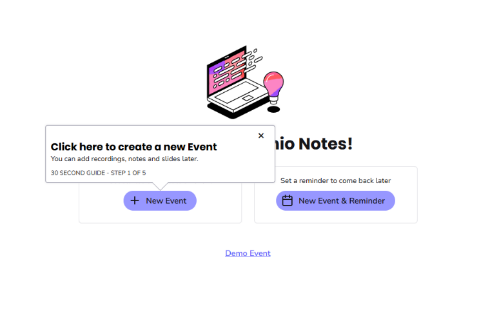 Click here to create a new Event
You can add recordings, notes and slides later.
30 SECOND GUIDE - STEP 1 OF 5
Notes!
Set a reminder to come back later
New Event
New Event & Reminder
Demo Event